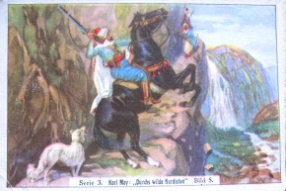 Serie 3. Karl May: „Durchs wilde Kurdistan“ Bild 5.